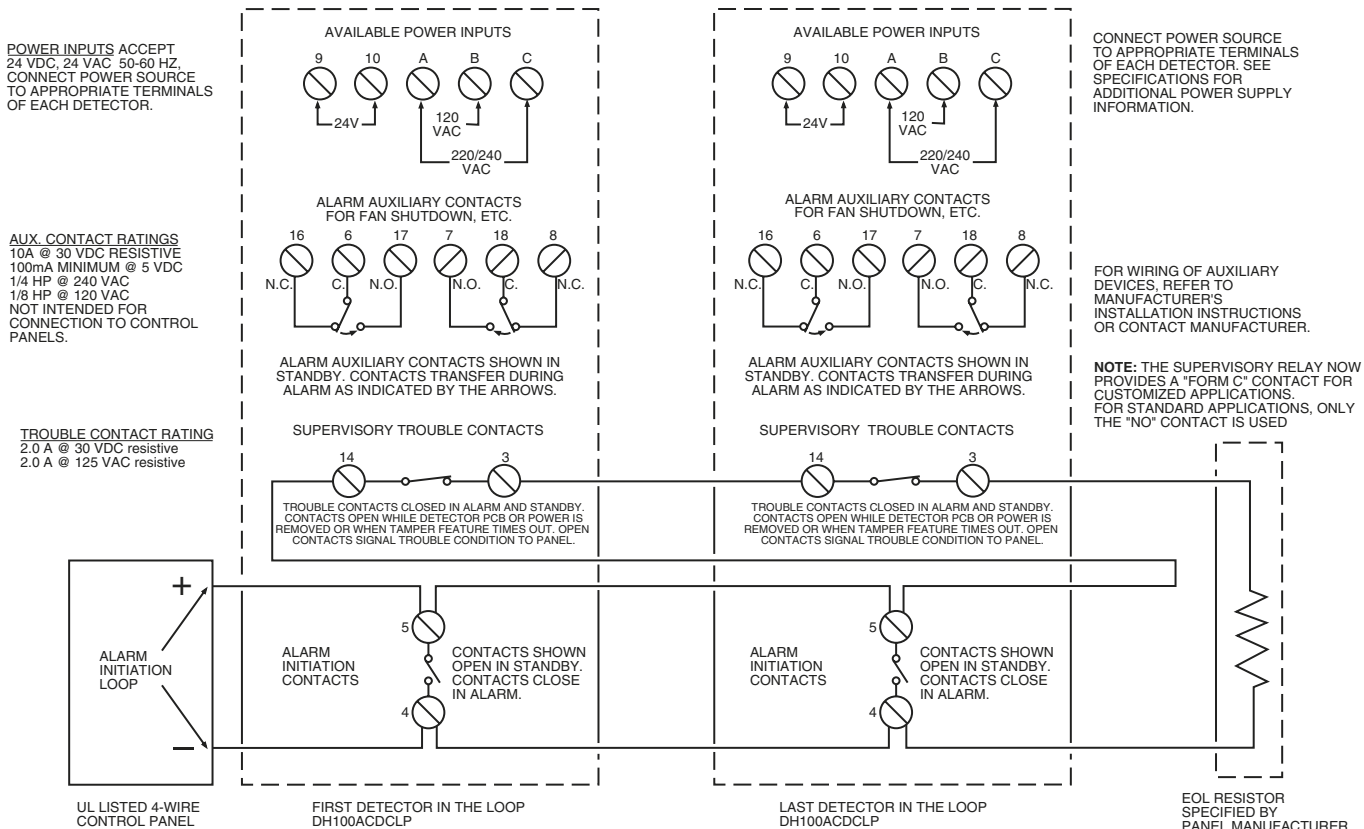 POWER INPUTS ACCEPT
24 VDC, 24 VAC  50-60 HZ,
CONNECT POWER SOURCE
TO APPROPRIATE TERMINALS
OF EACH DETECTOR.
AVAILABLE POWER INPUTS
9 10 A B C
24V
120
VAC
220/240
VAC
AVAILABLE POWER INPUTS
9 10 A B C
24V
120
VAC
220/240
VAC
CONNECT POWER SOURCE
TO APPROPRIATE TERMINALS
OF EACH DETECTOR. SEE
SPECIFICATIONS FOR
ADDITIONAL POWER SUPPLY
INFORMATION.
AUX. CONTACT RATINGS
10A @ 30 VDC RESISTIVE
100mA MINIMUM @ 5 VDC
1/4 HP @ 240 VAC
1/8 HP @ 120 VAC
NOT INTENDED FOR
CONNECTION TO CONTROL
PANELS.
ALARM AUXILIARY CONTACTS
FOR FAN SHUTDOWN, ETC.
16 6 17 7 18 8
N.C. C. N.O. N.O. C. N.C.
ALARM AUXILIARY CONTACTS SHOWN IN
STANDBY. CONTACTS TRANSFER DURING
ALARM AS INDICATED BY THE ARROWS.
ALARM AUXILIARY CONTACTS
FOR FAN SHUTDOWN, ETC.
16 6 17 7 18 8
N.C. C. N.O. N.O. C. N.C.
ALARM AUXILIARY CONTACTS SHOWN IN
STANDBY. CONTACTS TRANSFER DURING
ALARM AS INDICATED BY THE ARROWS.
FOR WIRING OF AUXILIARY
DEVICES, REFER TO
MANUFACTURER'S
INSTALLATION INSTRUCTIONS
OR CONTACT MANUFACTURER.
NOTE: THE SUPERVISORY RELAY NOW
PROVIDES A "FORM C" CONTACT FOR
CUSTOMIZED APPLICATIONS.
FOR STANDARD APPLICATIONS, ONLY
THE "NO" CONTACT IS USED
TROUBLE CONTACT RATING
2.0 A @ 30 VDC resistive
2.0 A @ 125 VAC resistive
SUPERVISORY TROUBLE CONTACTS
14 3
TROUBLE CONTACTS CLOSED IN ALARM AND STANDBY.
CONTACTS OPEN WHILE DETECTOR PCB OR POWER IS
REMOVED OR WHEN TAMPER FEATURE TIMES OUT. OPEN
CONTACTS SIGNAL TROUBLE CONDITION TO PANEL.
SUPERVISORY TROUBLE CONTACTS
14 3
TROUBLE CONTACTS CLOSED IN ALARM AND STANDBY.
CONTACTS OPEN WHILE DETECTOR PCB OR POWER IS
REMOVED OR WHEN TAMPER FEATURE TIMES OUT. OPEN
CONTACTS SIGNAL TROUBLE CONDITION TO PANEL.
+
ALARM
INITIATION
LOOP
–
UL LISTED 4-WIRE
CONTROL PANEL
ALARM
INITIATION
CONTACTS
5
4
CONTACTS SHOWN
OPEN IN STANDBY.
CONTACTS CLOSE
IN ALARM.
FIRST DETECTOR IN THE LOOP
DH100ACDCLP
ALARM
INITIATION
CONTACTS
5
4
CONTACTS SHOWN
OPEN IN STANDBY.
CONTACTS CLOSE
IN ALARM.
LAST DETECTOR IN THE LOOP
DH100ACDCLP
EOL RESISTOR
SPECIFIED BY
PANEL MANUFACTURER